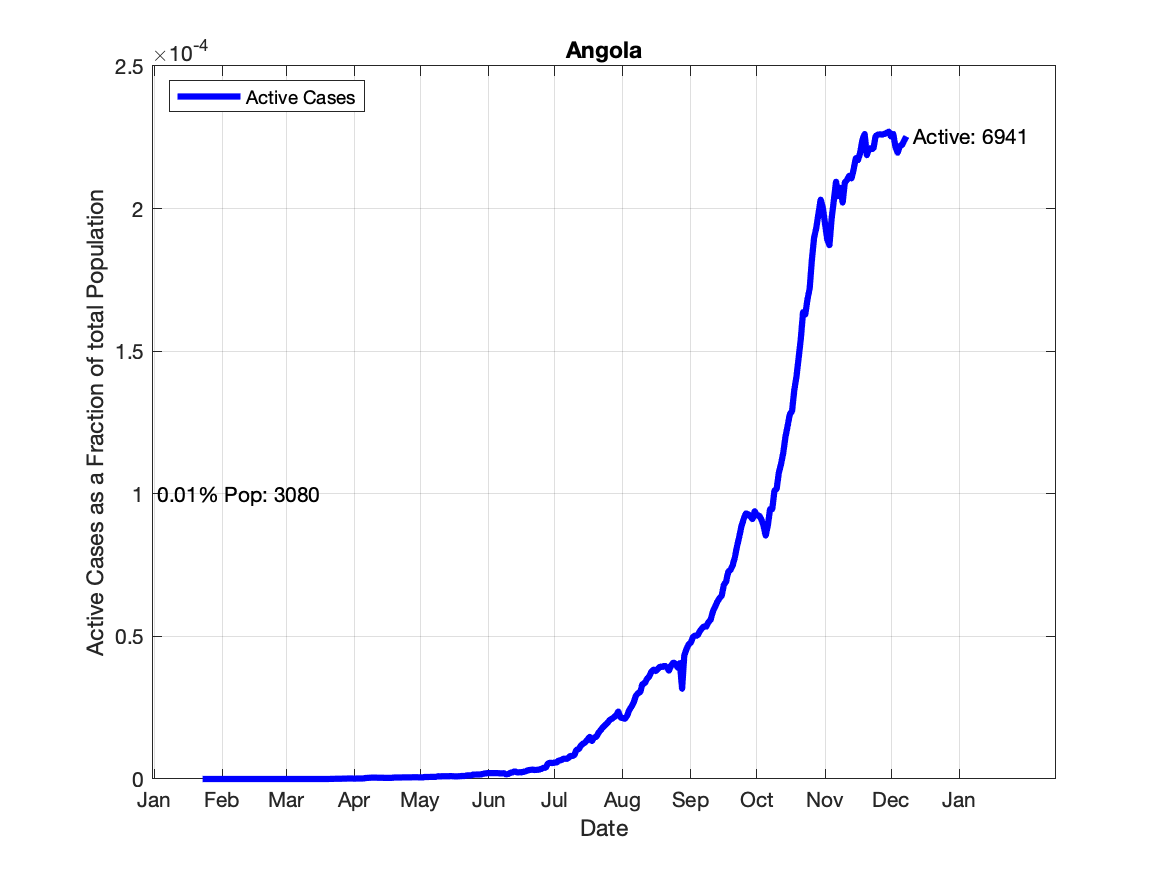 Angola
×10-4
2.5
2
1.5
1
0.5
0
Active Cases
Active: 6941
0.01% Pop: 3080
Active Cases as a Fraction of total Population
Jan Feb Mar Apr May Jun Jul Aug Sep Oct Nov Dec Jan
Date